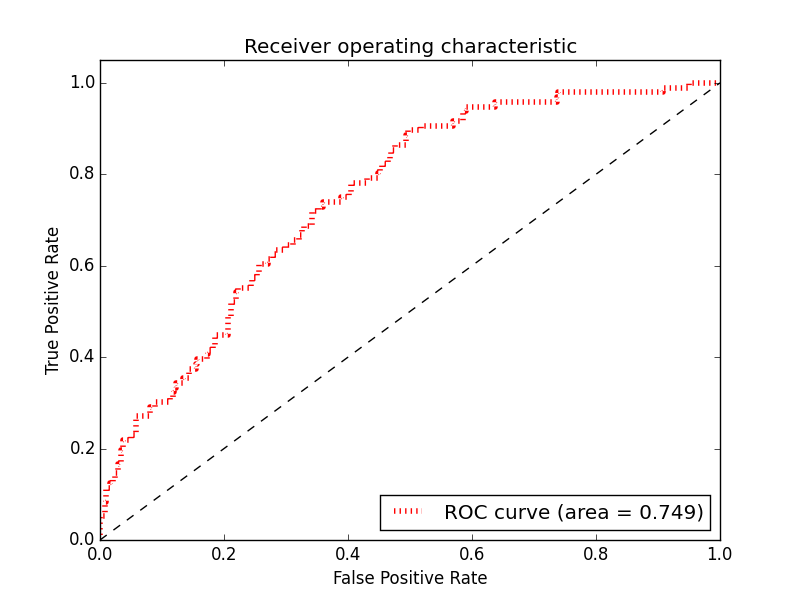 Receiver operating characteristic
1.0
0.8
0.6
0.4
0.2
0.0
True Positive Rate
ROC curve (area = 0.749)
0.0 0.2 0.4 0.6 0.8 1.0
False Positive Rate